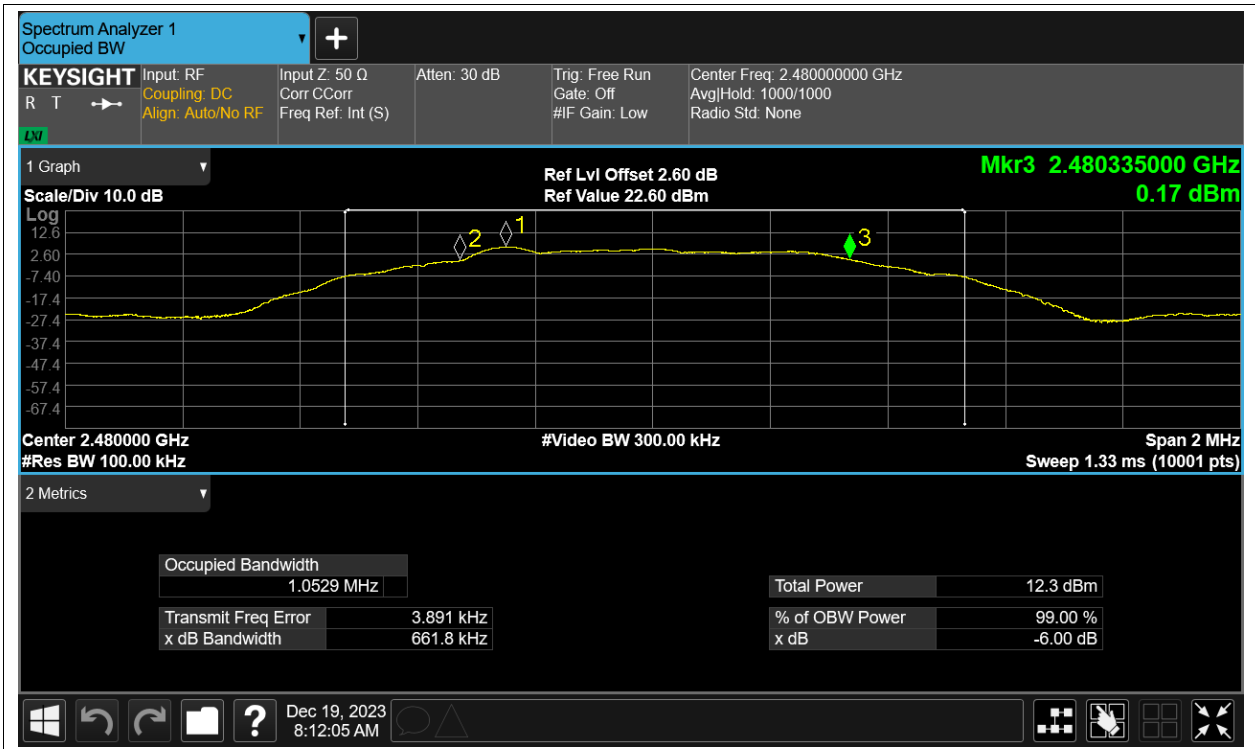 Spectrum Analyzer 1
Occupied BW
▼
+
KEYSIGHT
R T
LXI
Input: RF
Coupling: DC
Align: Auto/No RF
Input Z: 50 Ω
Corr CCorr
Freq Ref: Int (S)
Atten: 30 dB
Trig: Free Run
Gate: Off
#IF Gain: Low
Center Freq: 2.480000000 GHz
Avg|Hold: 1000/1000
Radio Std: None
1 Graph ▼
Scale/Div 10.0 dB
Ref Lvl Offset 2.60 dB
Ref Value 22.60 dBm
Mkr3 2.480335000 GHz
0.17 dBm
Log
12.6
2.60
-7.40
-17.4
-27.4
-37.4
-47.4
-57.4
-67.4
2
1
3
Center 2.480000 GHz
#Res BW 100.00 kHz
#Video BW 300.00 kHz
Span 2 MHz
Sweep 1.33 ms (10001 pts)
2 Metrics ▼
Occupied Bandwidth
1.0529 MHz
Transmit Freq Error 3.891 kHz
x dB Bandwidth 661.8 kHz
Total Power 12.3 dBm
% of OBW Power 99.00 %
x dB -6.00 dB
?
Dec 19, 2023
8:12:05 AM